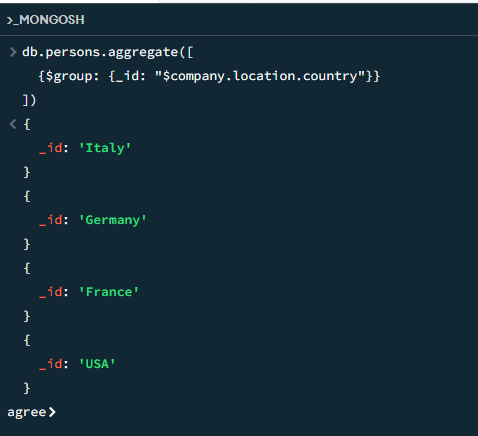 >_MONGOSH
> db.persons.aggregate([
{$group: {_id: "$company.location.country"}}
])
< {
_id: 'Italy'
}
{
_id: 'Germany'
}
{
_id: 'France'
}
{
_id: 'USA'
}
agree>